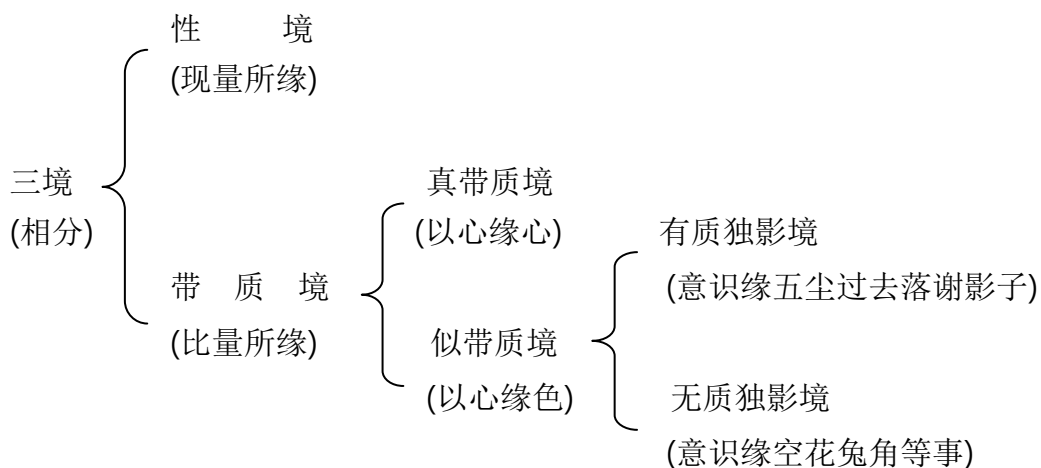 性 境
(现量所缘)
三境
(相分)
带 质 境
(比量所缘)
真带质境
(以心缘心)
似带质境
(以心缘色)
有质独影境
(意识缘五尘过去落谢影子)
无质独影境
(意识缘空花兔角等事)